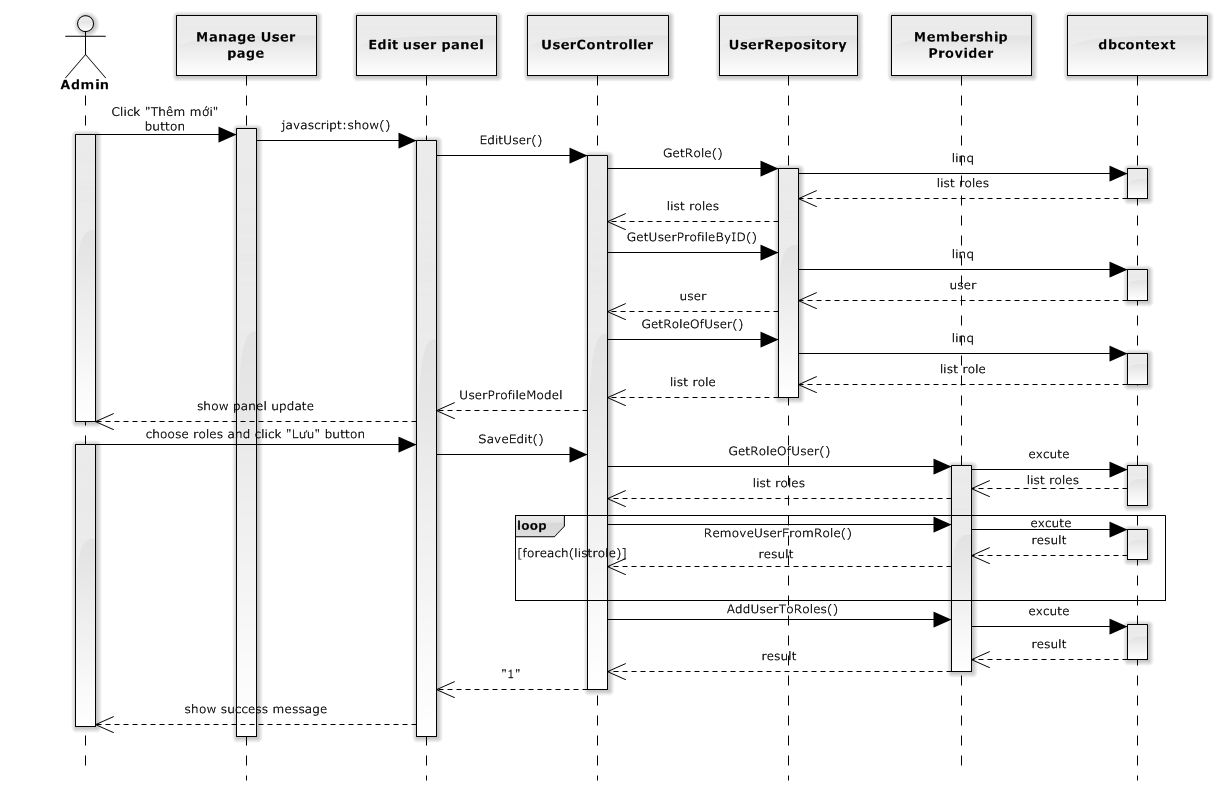 Manage User
page
Edit user panel
UserController
UserRepository
Membership
Provider
dbcontext
Admin
Click "Thêm mới"
button
javascript:show()
EditUser()
GetRole()
linq
list roles
list roles
GetUserProfileByID()
linq
user
user
GetRoleOfUser()
linq
list role
list role
UserProfileModel
show panel update
choose roles and click "Lưu" button
SaveEdit()
GetRoleOfUser()
excute
list roles
list roles
loop
excute
RemoveUserFromRole()
result
[foreach(listrole)]
result
AddUserToRoles()
excute
result
result
"1"
show success message